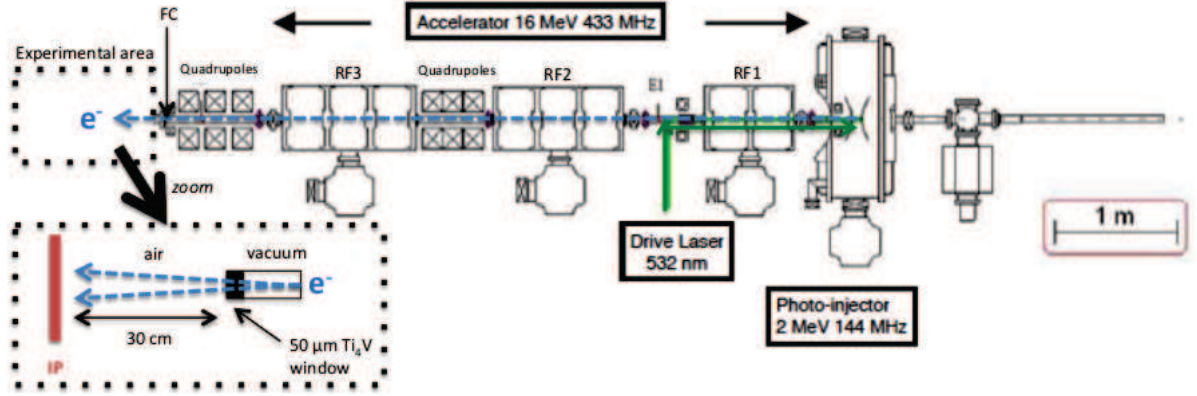 FC
Accelerator 16 MeV 433 MHz
Experimental area
Quadrupoles
RF3
Quadrupoles
RF2
E1
RF1
e⁻
zoom
1 m
air
vacuum
e⁻
Drive Laser
532 nm
30 cm
50 µm Ti₄V
window
IP
Photo-injector
2 MeV 144 MHz